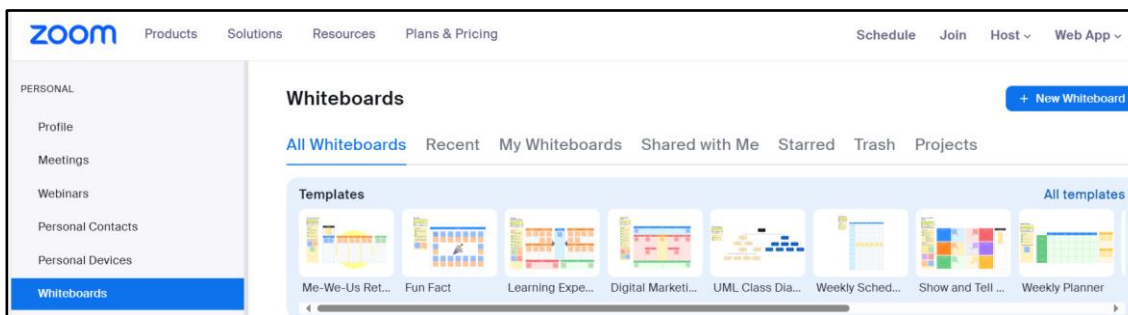 zoom Products Solutions Resources Plans & Pricing Schedule Join Host Web App
PERSONAL
Profile
Meetings
Webinars
Personal Contacts
Personal Devices
Whiteboards
Whiteboards
+ New Whiteboard
All Whiteboards Recent My Whiteboards Shared with Me Starred Trash Projects
Templates All templates
Me-We-Us Ret... Fun Fact Learning Expe... Digital Marketi... UML Class Dia... Weekly Sched... Show and Tell ... Weekly Planner